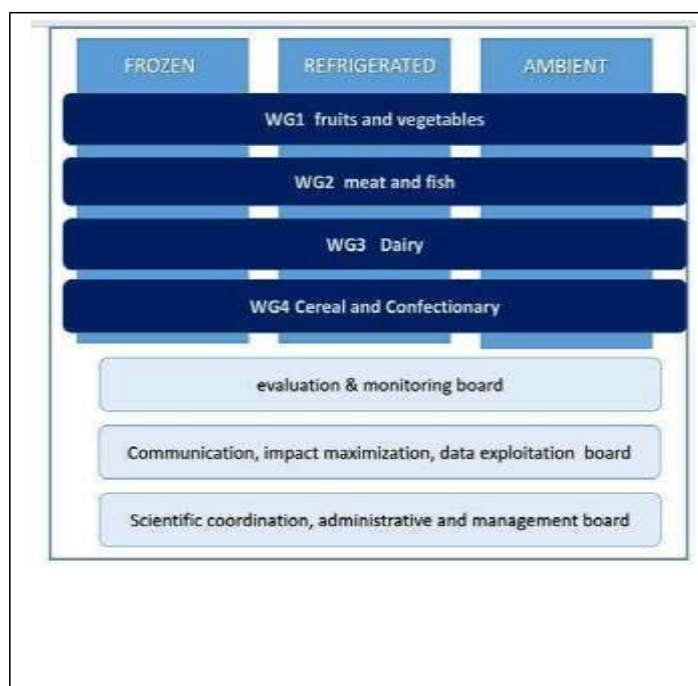 FROZEN REFRIGERATED AMBIENT
WG1 fruits and vegetables
WG2 meat and fish
WG3 Dairy
WG4 Cereal and Confectionary
evaluation & monitoring board
Communication, impact maximization, data exploitation board
Scientific coordination, administrative and management board